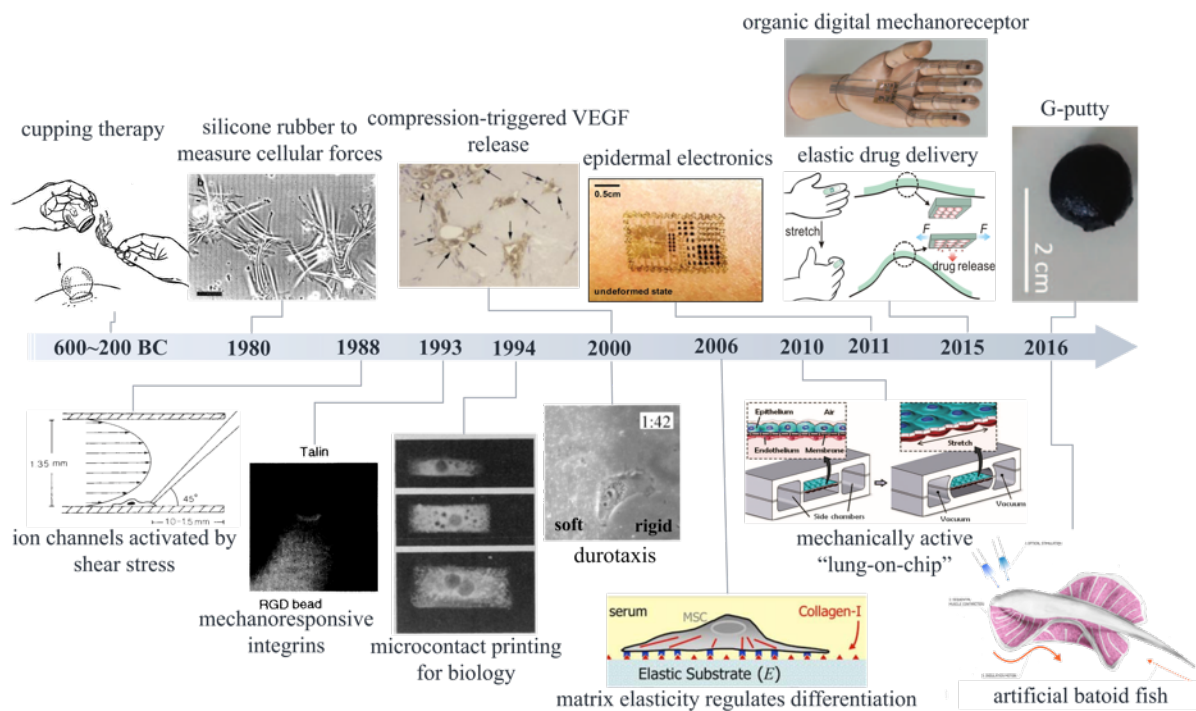 organic digital mechanoreceptor
G-putty
cupping therapy
silicone rubber to
measure cellular forces
compression-triggered VEGF
release
epidermal electronics
elastic drug delivery
b
0.5cm
undeformed state
stretch
F
F
drug release
2 cm
600~200 BC
1980
1988
1993
1994
2000
2006
2010
2011
2015
2016
1.35 mm
45°
10-1.5 mm
ion channels activated by
shear stress
Talin
RGD bead
mechanoresponsive
integrins
microcontact printing
for biology
1:42
soft
rigid
durotaxis
serum
MSC
Collagen-I
Elastic Substrate (E)
matrix elasticity regulates differentiation
Epithelium
Air
Endothelium
Membrane
Stretch
Side chambers
Vacuum
Vacuum
mechanically active
“lung-on-chip”
artificial batoid fish